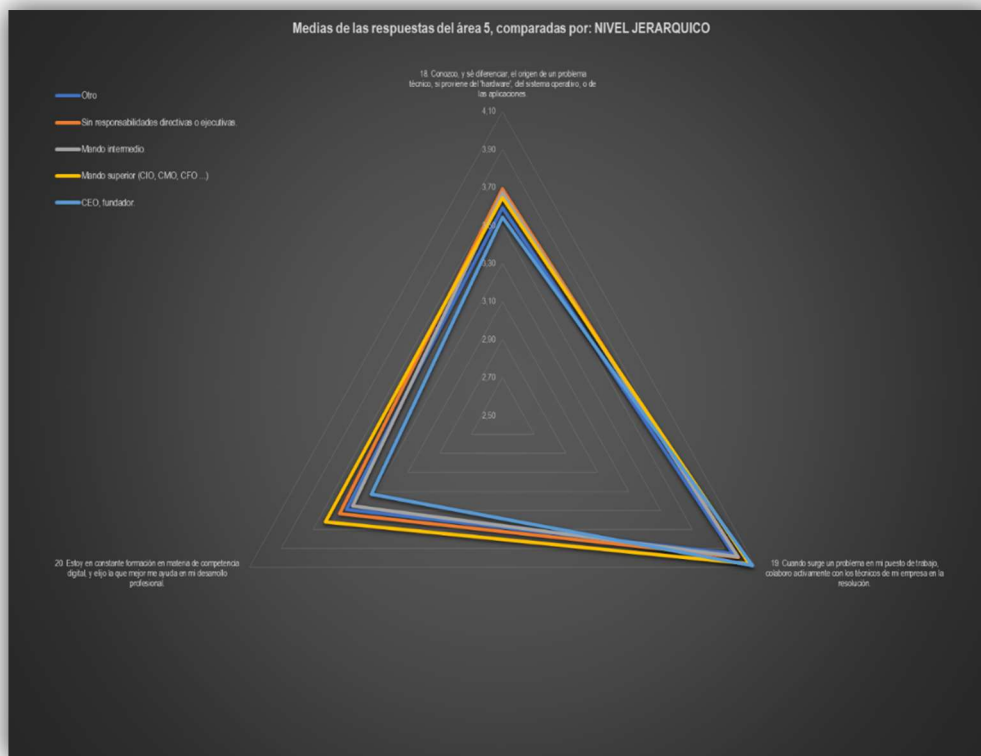 Medias de las respuestas del área 5, comparadas por: NIVEL JERARQUICO
18. Conozco, y sé diferenciar, el origen de un problema
técnico, si proviene del "hardware", del sistema operativo, o de
las aplicaciones.
Otro
Sin responsabilidades directivas o ejecutivas.
Mando intermedio
Mando superior (CIO, CMO, CFO ...)
CEO, fundador.
4,10
3,90
3,70
3,30
3,10
2,90
2,70
2,50
20. Estoy en constante formación en materia de competencia
digital, y elijo la que mejor me ayuda en mi desarrollo
profesional.
19. Cuando surge un problema en mi puesto de trabajo,
colaboro activamente con los técnicos de mi empresa en la
resolución.